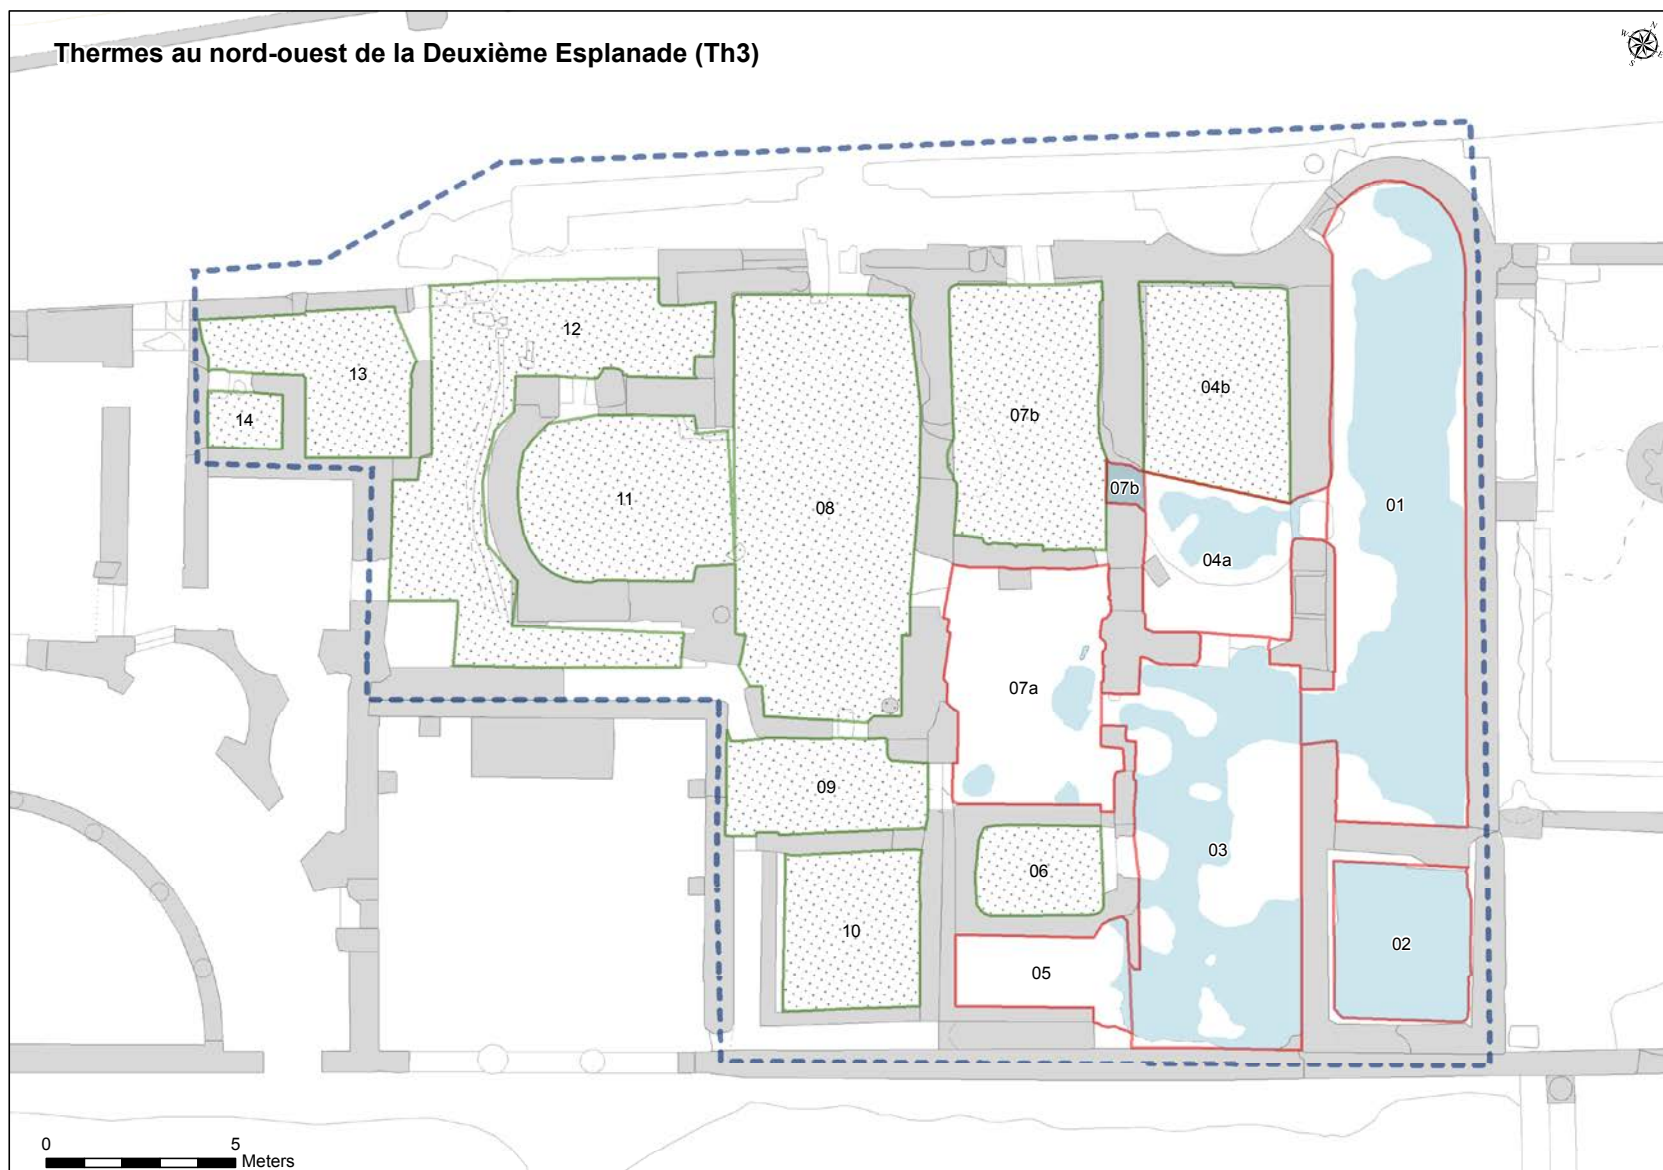 Thermes au nord-ouest de la Deuxième Esplanade (Th3)
N
W
E
S
12
13
04b
07b
14
07b
11
08
01
04a
07a
09
03
06
10
02
05
0 5
Meters